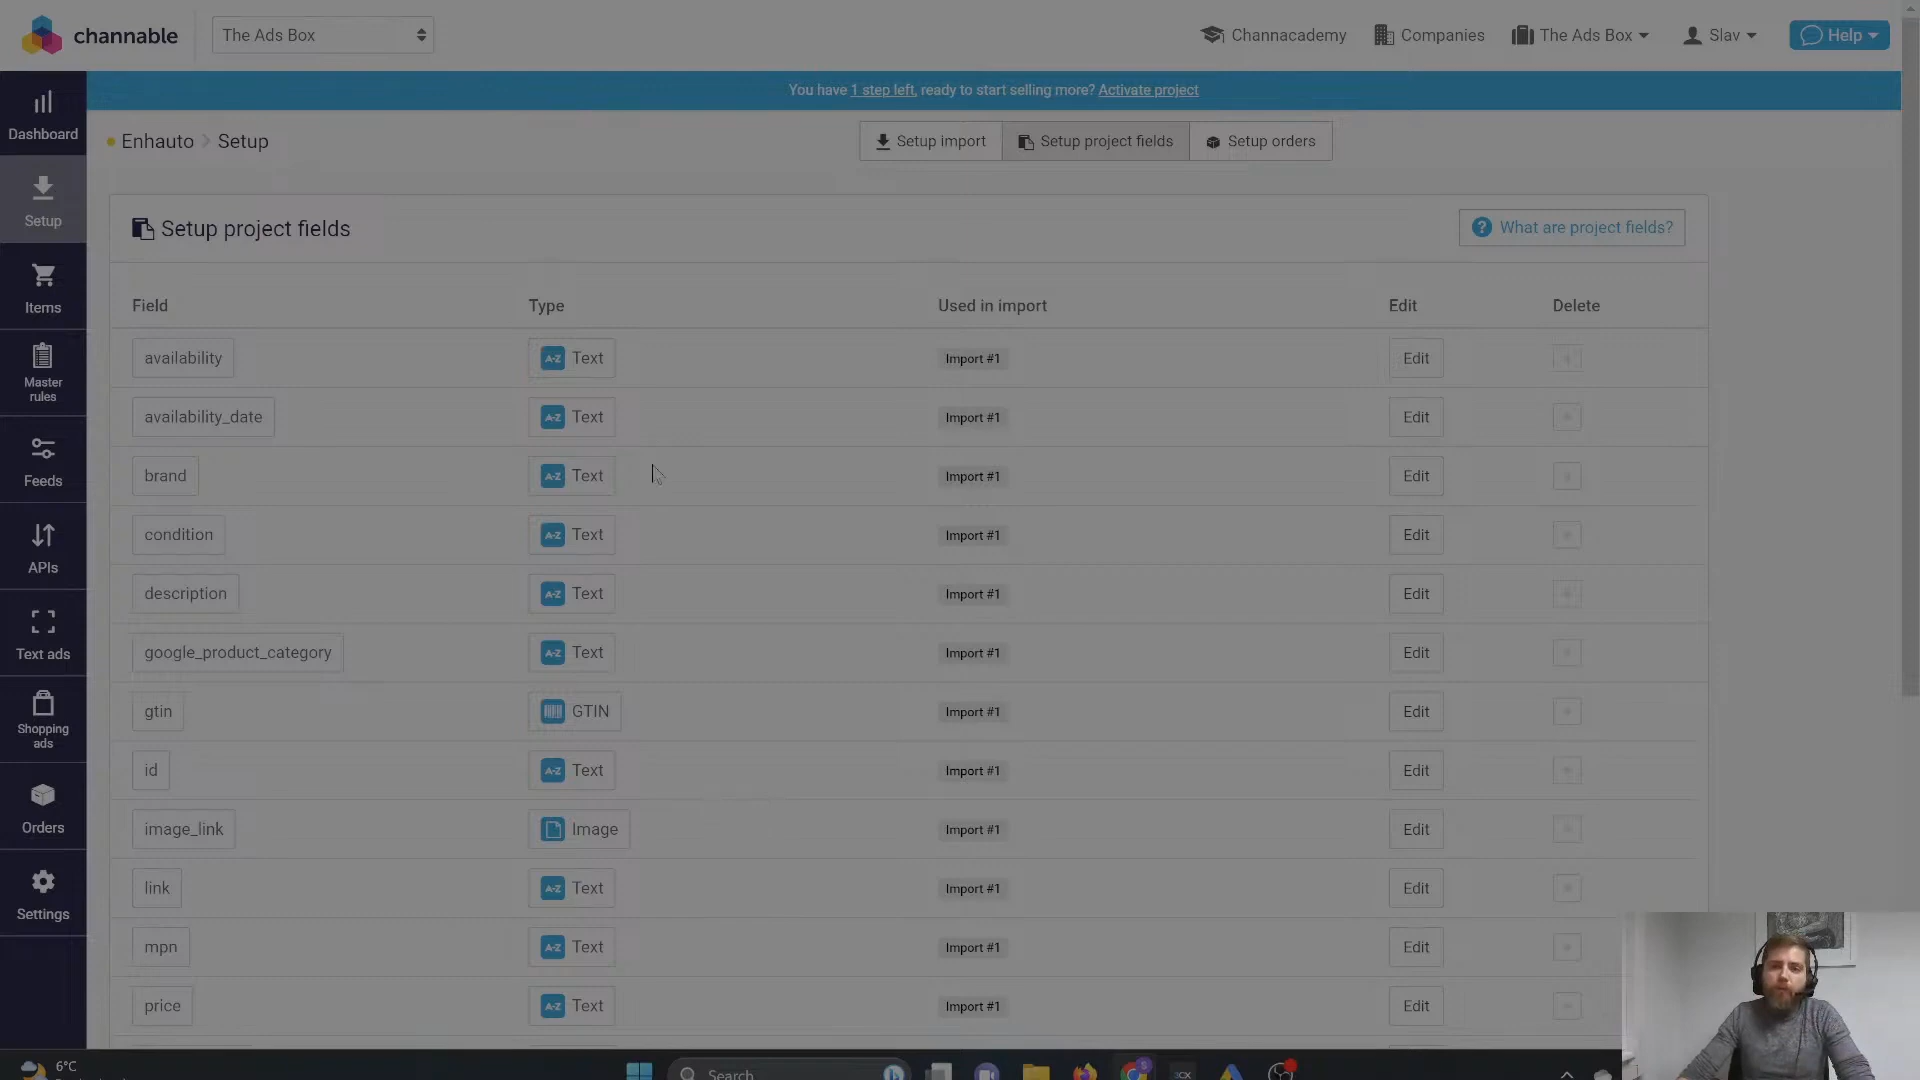 channable
The Ads Box
Channacademy
Companies
The Ads Box
Slav
Help
You have 1 step left, ready to start selling more? Activate project
Dashboard
Setup
Items
Master
rules
Feeds
APIs
Text ads
Shopping
ads
Orders
Settings
Enhauto > Setup
Setup import
Setup project fields
Setup orders
Setup project fields
What are project fields?
Field Type Used in import Edit Delete
availability A-Z Text Import #1 Edit
availability_date A-Z Text Import #1 Edit
brand A-Z Text Import #1 Edit
condition A-Z Text Import #1 Edit
description A-Z Text Import #1 Edit
google_product_category A-Z Text Import #1 Edit
gtin GTIN Import #1 Edit
id A-Z Text Import #1 Edit
image_link Image Import #1 Edit
link A-Z Text Import #1 Edit
mpn A-Z Text Import #1 Edit
price A-Z Text Import #1 Edit
6°C
Search